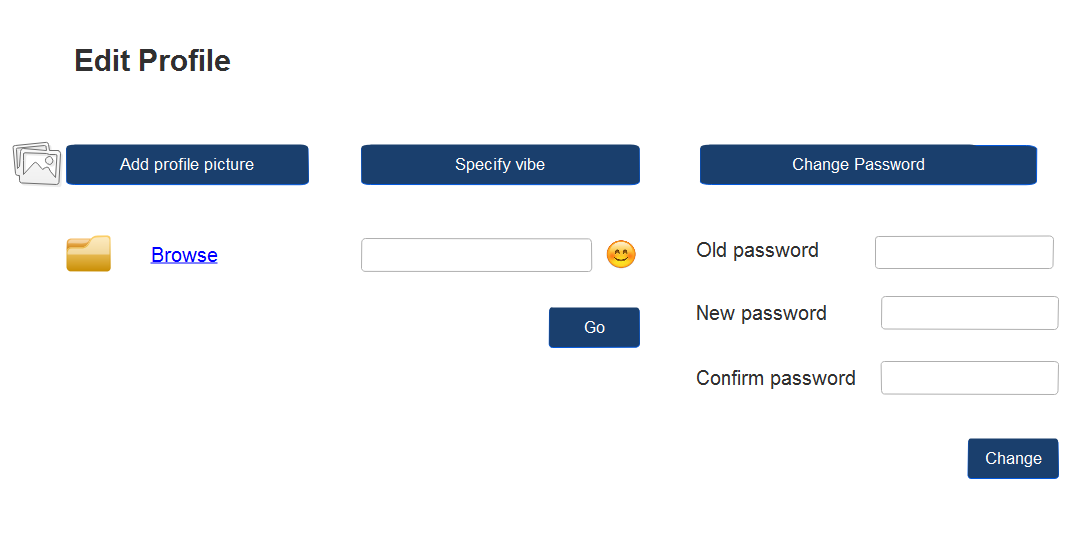 Edit Profile
Add profile picture
Specify vibe
Change Password
Browse
Old password
New password
Go
Confirm password
Change